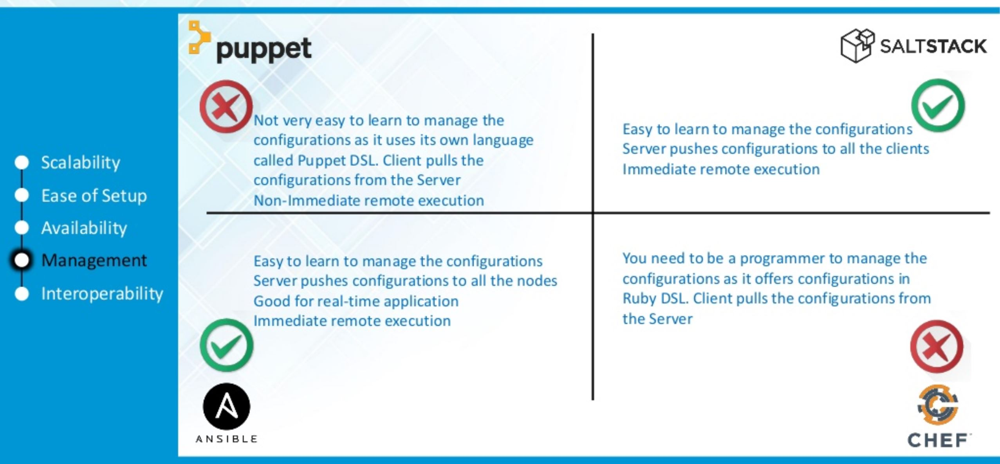 Scalability
Ease of Setup
Availability
Management
Interoperability
puppet
Not very easy to learn to manage the
configurations as it uses its own language
called Puppet DSL. Client pulls the
configurations from the Server
Non-Immediate remote execution
SALTSTACK
Easy to learn to manage the configurations
Server pushes configurations to all the clients
Immediate remote execution
Easy to learn to manage the configurations
Server pushes configurations to all the nodes
Good for real-time application
Immediate remote execution
ANSIBLE
You need to be a programmer to manage the
configurations as it offers configurations in
Ruby DSL. Client pulls the configurations from
the Server
CHEF